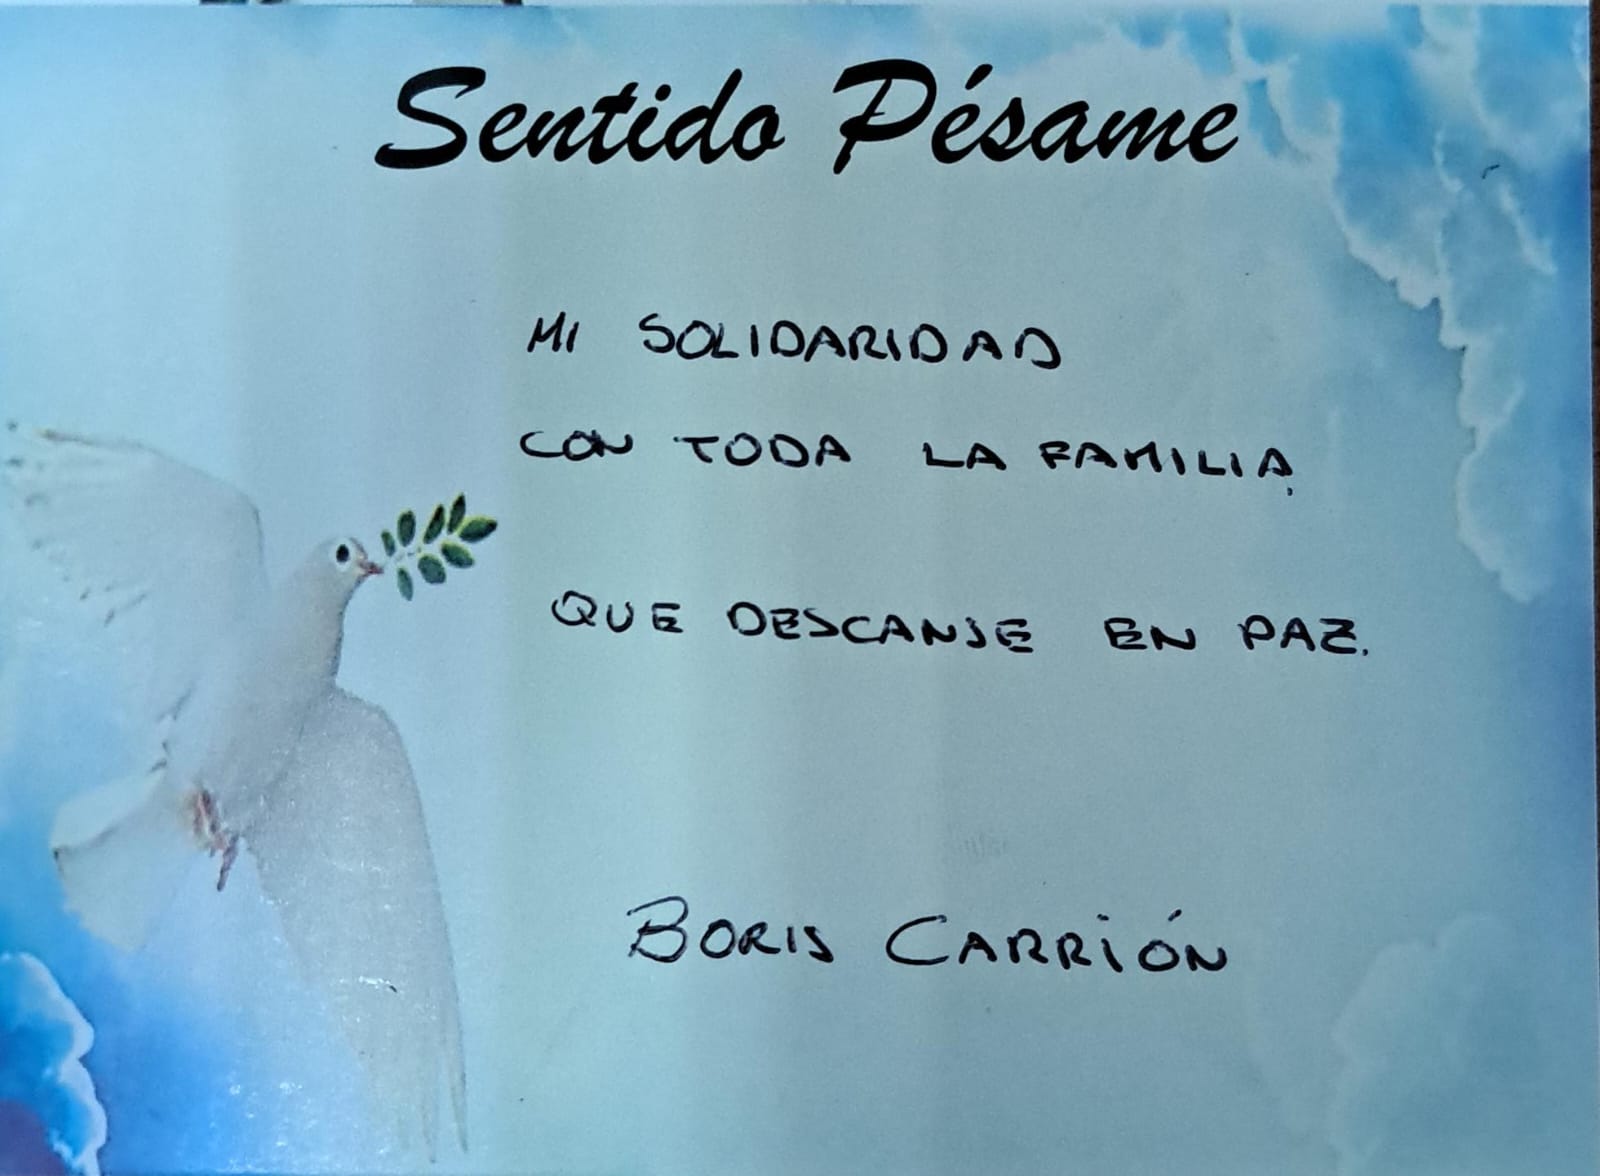 Sentido Pésame
MI SOLIDARIDAD
CON TODA LA FAMILIA,
QUE DESCANSE EN PAZ.
BORIS CARRIÓN